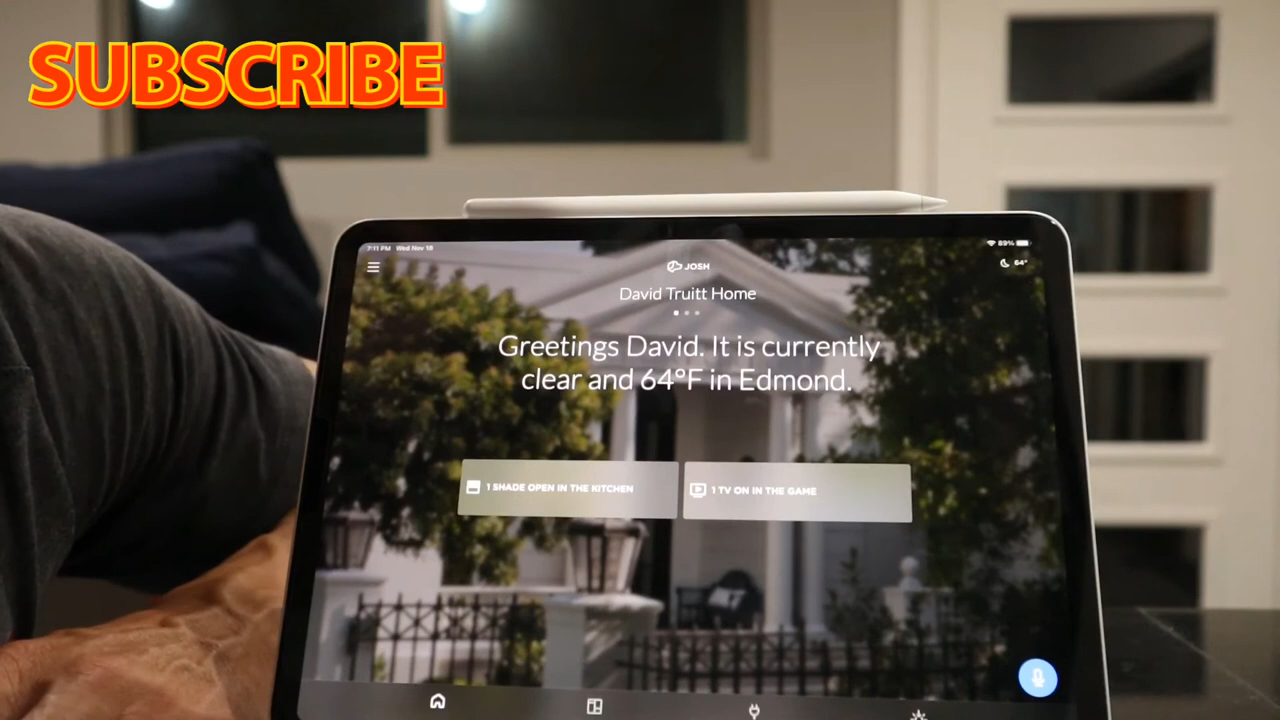 SUBSCRIBE
7:11 PM Wed Nov 18
89%
JOSH
64°
David Truitt Home
Greetings David. It is currently
clear and 64°F in Edmond.
1 SHADE OPEN IN THE KITCHEN
1 TV ON IN THE GAME